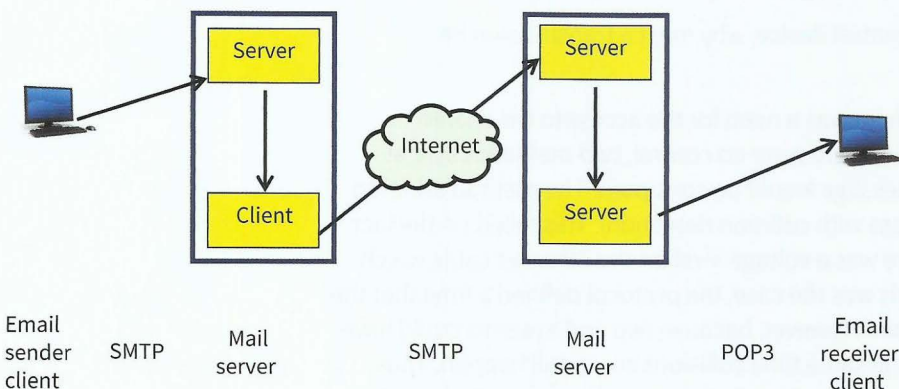 Server
Server
Internet
Client
Server
Email
sender
client
SMTP
Mail
server
SMTP
Mail
server
POP3
Email
receiver
client